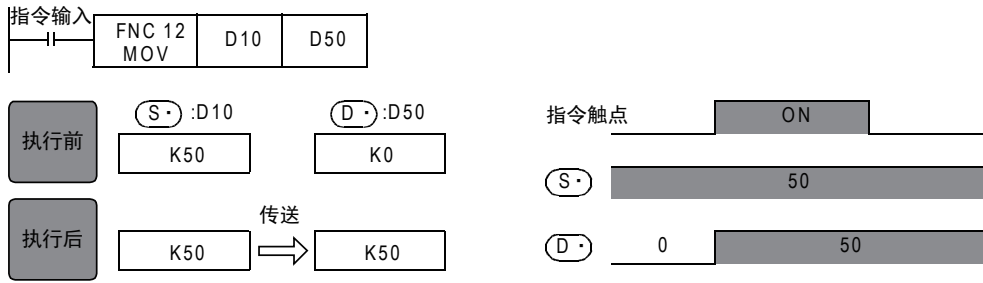 指令输入
FNC 12 D10 D50
MOV
S· :D10 D· :D50
执行前
K50 K0
传送
执行后
K50 K50
指令触点 ON
S· 50
D· 0 50